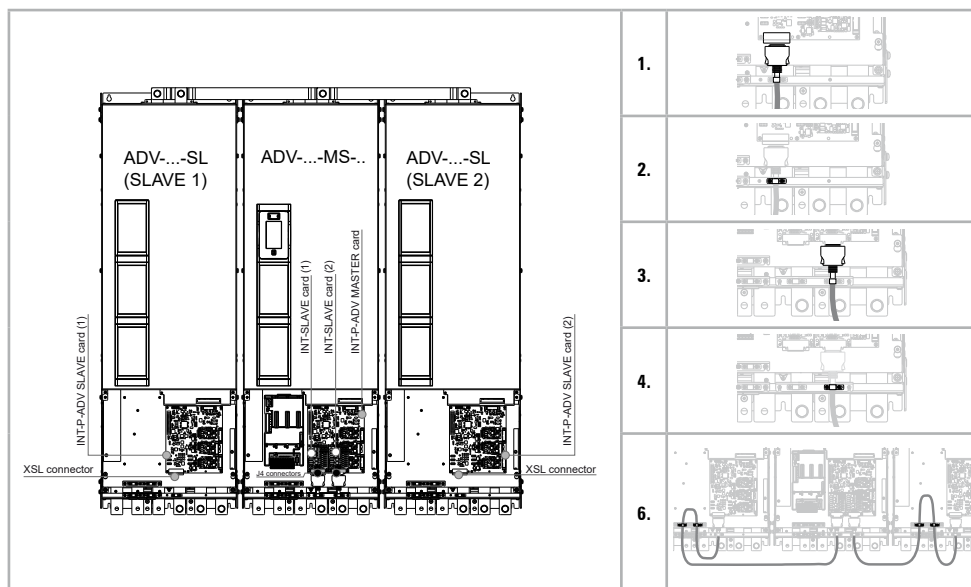 ADV-...-SL
(SLAVE 1)
ADV-...-MS-..
ADV-...-SL
(SLAVE 2)
INT-P-ADV SLAVE card (1)
INT-SLAVE card (1)
INT-SLAVE card (2)
INT-P-ADV MASTER card
INT-P-ADV SLAVE card (2)
XSL connector
J4 connectors
XSL connector
1.
2.
3.
4.
6.